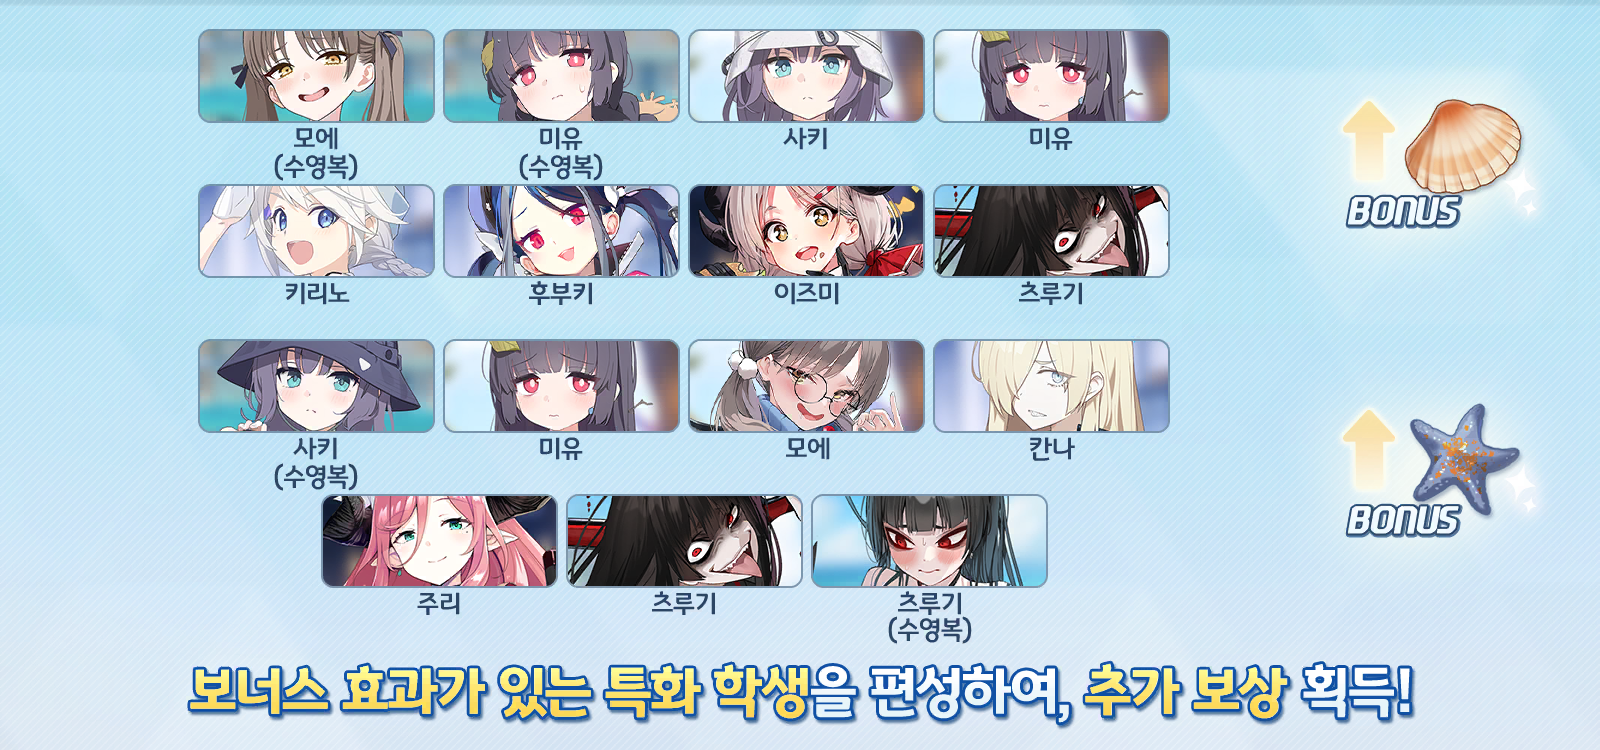 모에 미유 사키 미유
(수영복) (수영복)
BONUS
키리노 후부키 이즈미 츠루기
사키 미유 모에 칸나
(수영복)
BONUS
주리 츠루기 츠루기
(수영복)
보너스 효과가 있는 특화 학생을 편성하여, 추가 보상 획득!